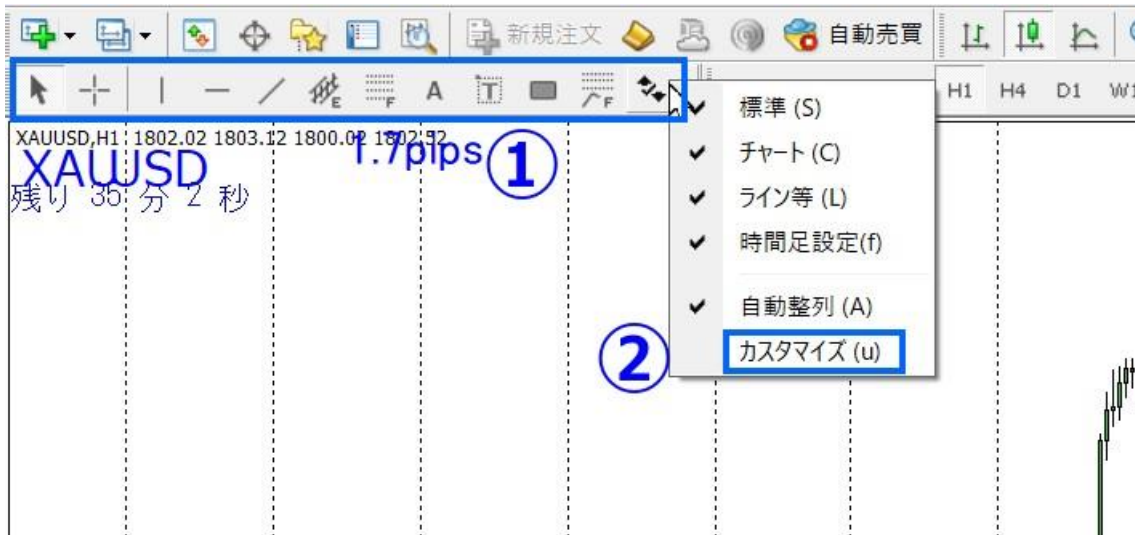 新規注文 自動売買
E F A T F H1 H4 D1 W1
標準 (S)
XAUUSD,H1 1802.02 1803.12 1800.02 1802.52
1.7pips
①
XAUUSD
残り 35 分 2 秒
チャート (C)
ライン等 (L)
時間足設定(f)
自動整列 (A)
②
カスタマイズ (u)